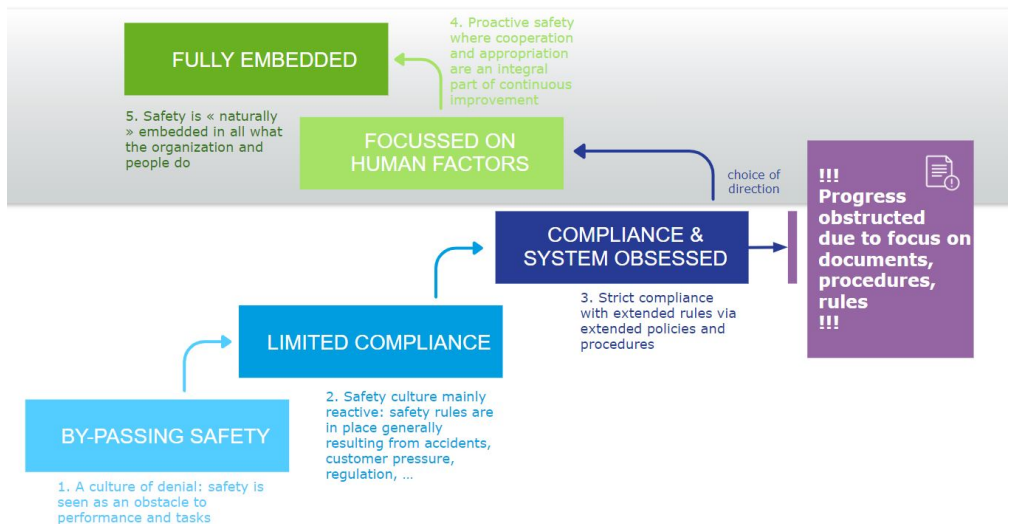 FULLY EMBEDDED
4. Proactive safety
where cooperation
and appropriation
are an integral
part of continuous
improvement
5. Safety is « naturally
» embedded in all what
the organization and
people do
FOCUSSED ON
HUMAN FACTORS
choice of
direction
!!!
Progress
obstructed
due to focus on
documents,
procedures,
rules
!!!
COMPLIANCE &
SYSTEM OBSESSED
3. Strict compliance
with extended rules via
extended policies and
procedures
LIMITED COMPLIANCE
2. Safety culture mainly
reactive: safety rules are
in place generally
resulting from accidents,
customer pressure,
regulation, ...
BY-PASSING SAFETY
1. A culture of denial: safety is
seen as an obstacle to
performance and tasks